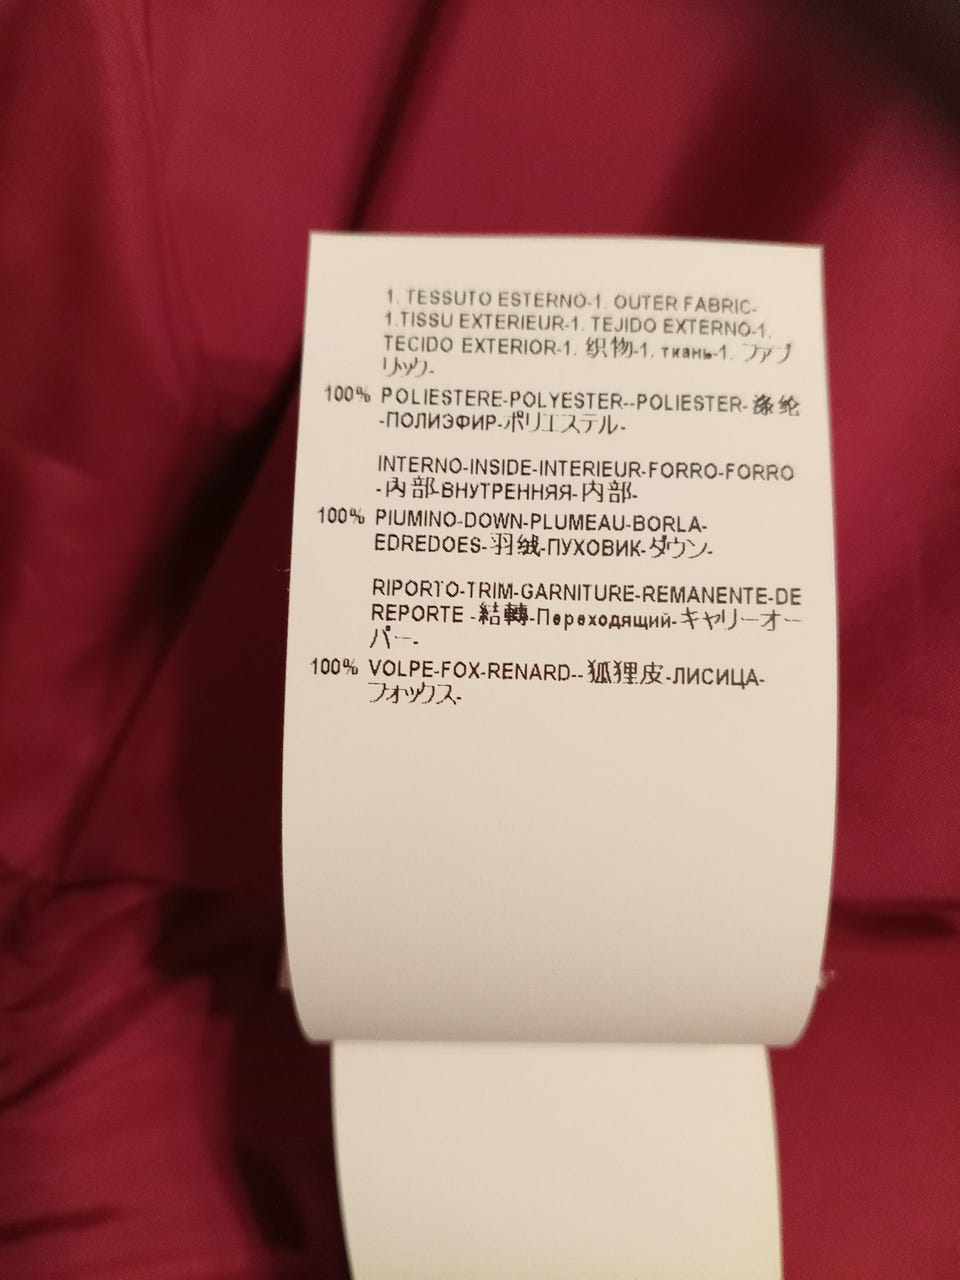 1. TESSUTO ESTERNO-1. OUTER FABRIC-
1.TISSU EXTERIEUR-1. TEJIDO EXTERNO-1.
TECIDO EXTERIOR-1. 织物-1. ткань-1. ファブ
リック-
100% POLIESTERE-POLYESTER--POLIESTER-涤纶
-ПОЛИЭФИР-ポリエステル-
INTERNO-INSIDE-INTERIEUR-FORRO-FORRO
-內部-ВНУТРЕННЯЯ-内部-
100% PIUMINO-DOWN-PLUMEAU-BORLA-
EDREDOES-羽绒-ПУХОВИК-ダウン-
RIPORTO-TRIM-GARNITURE-REMANENTE-DE
REPORTE -結轉-Переходящий-キャリーオー
バー-
100% VOLPE-FOX-RENARD--狐狸皮-ЛИСИЦА-
フォックス-